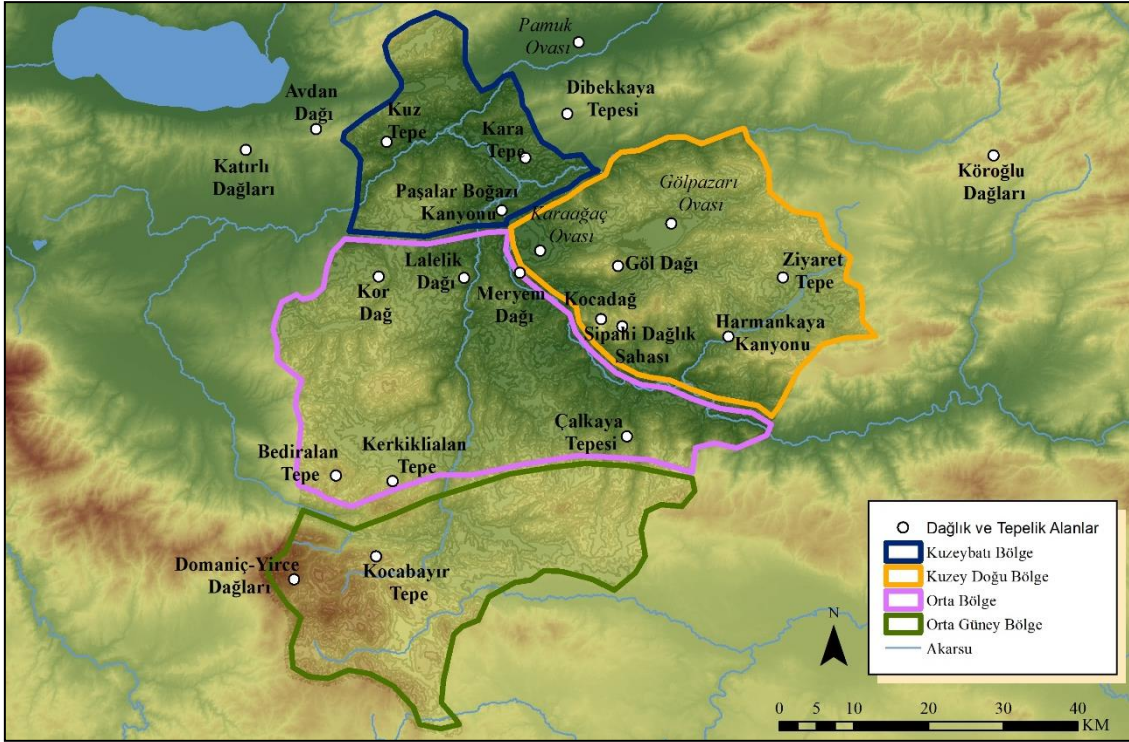 Pamuk
Ovası
Avdan
Dağı
Dibekkaya
Tepesi
Kuz
Tepe
Kara
Tepe
Katırlı
Dağları
Köroğlu
Dağları
Paşalar Boğazı
Kanyonu
Gölpazarı
Ovası
Karaağaç
Ovası
Lalelik
Dağı
Kor
Dağ
Meryem
Dağı
Göl Dağı
Ziyaret
Tepe
Kocadağ
Sipahi Dağlık
Sahası
Harmankaya
Kanyonu
Çalkaya
Tepesi
Bediralan
Tepe
Kerkiklialan
Tepe
Domaniç-Yirce
Dağları
Kocabayır
Tepe
Dağlık ve Tepelik Alanlar
Kuzeybatı Bölge
Kuzey Doğu Bölge
Orta Bölge
Orta Güney Bölge
Akarsu
N
0 10 20 30 40
KM